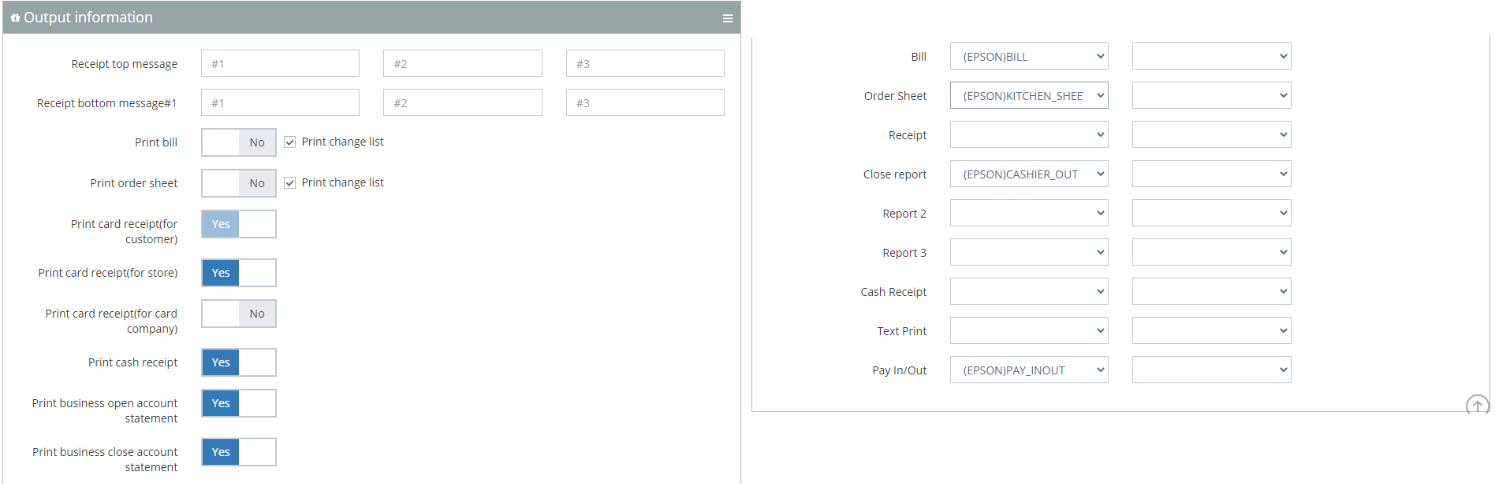 Output information
Receipt top message #1 #2 #3
Receipt bottom message#1 #1 #2 #3
Print bill No Print change list
Print order sheet No Print change list
Print card receipt(for
customer) Yes
Print card receipt(for store) Yes
Print card receipt(for card
company) No
Print cash receipt Yes
Print business open account
statement Yes
Print business close account
statement Yes
Bill (EPSON)BILL
Order Sheet (EPSON)KITCHEN_SHEE
Receipt
Close report (EPSON)CASHIER_OUT
Report 2
Report 3
Cash Receipt
Text Print
Pay In/Out (EPSON)PAY_INOUT